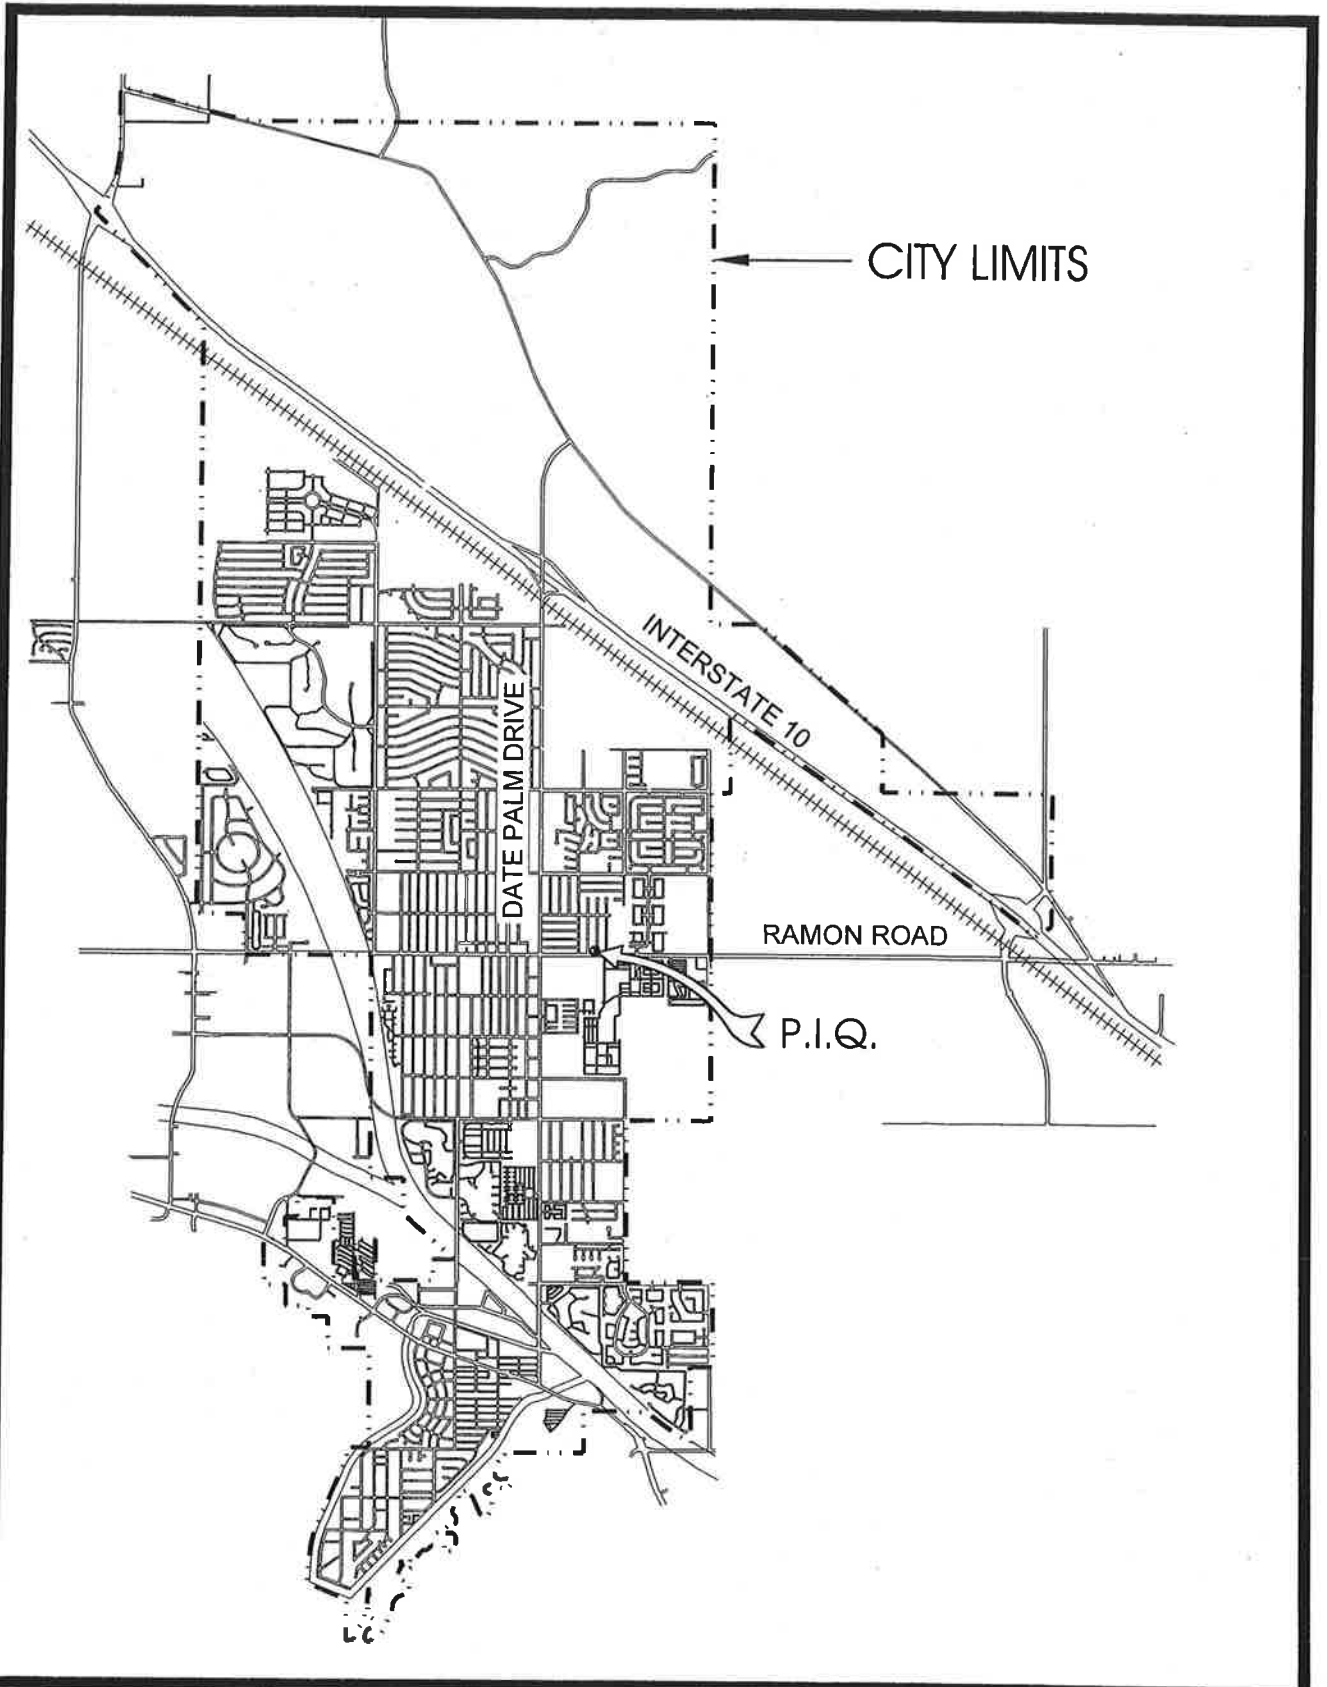 CITY LIMITS
INTERSTATE 10
DATE PALM DRIVE
RAMON ROAD
P.I.Q.